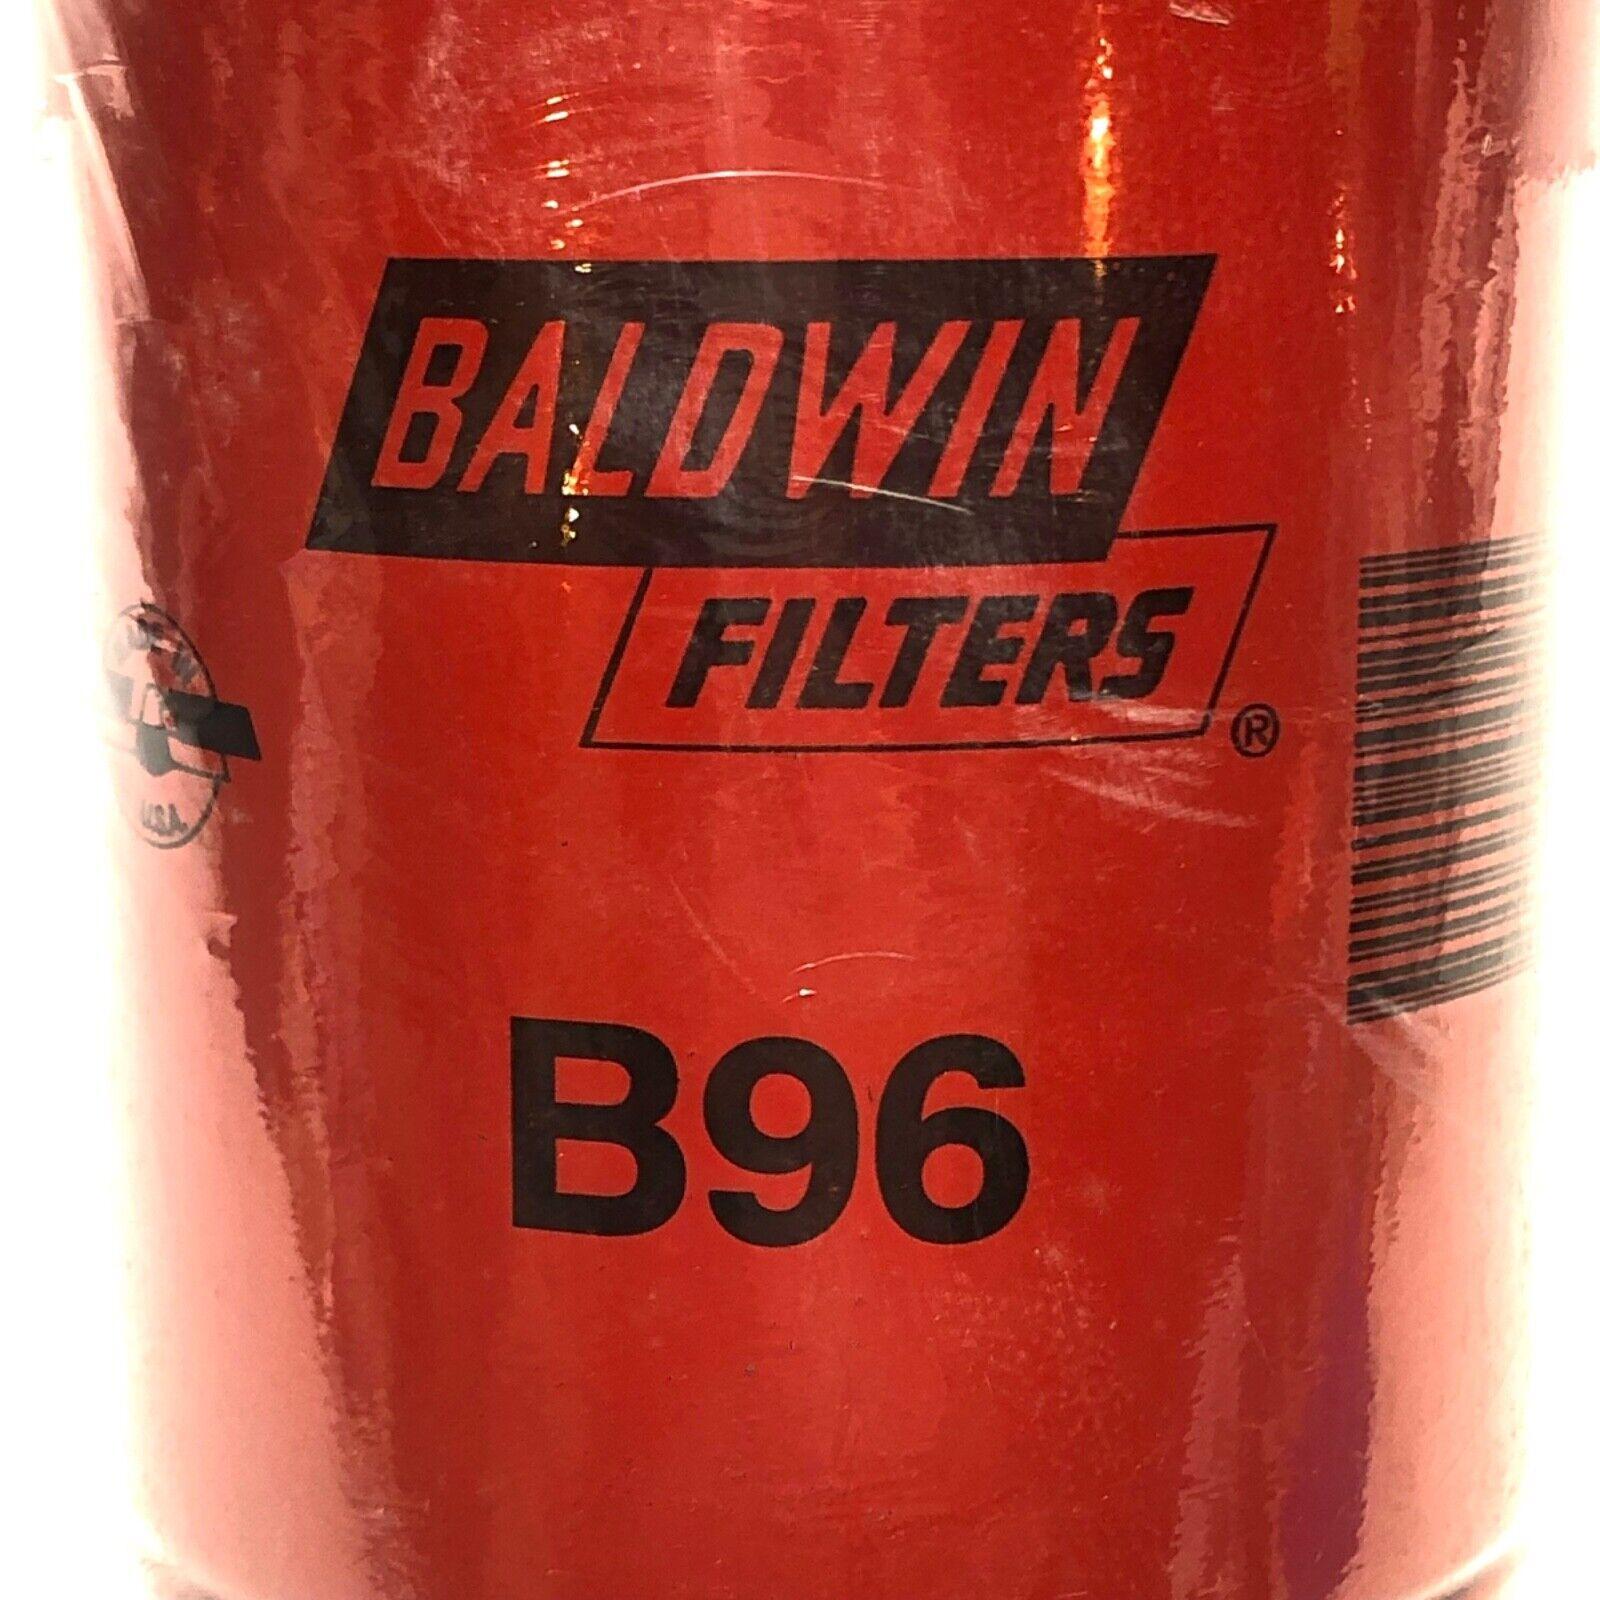 BALDWIN
FILTERS
®
U.S.A.
B96